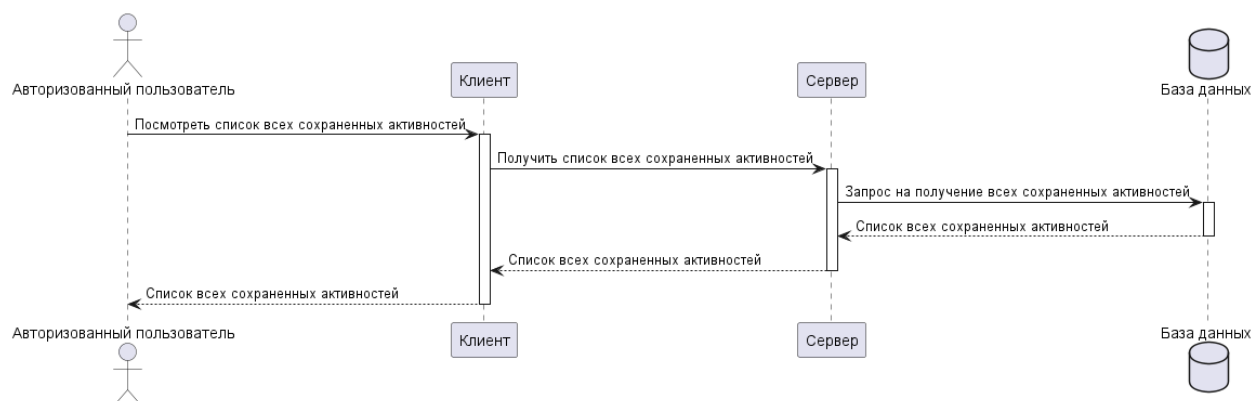 Авторизованный пользователь
Клиент
Сервер
База данных
Посмотреть список всех сохраненных активностей
Получить список всех сохраненных активностей
Запрос на получение всех сохраненных активностей
Список всех сохраненных активностей
Список всех сохраненных активностей
Список всех сохраненных активностей
Авторизованный пользователь
Клиент
Сервер
База данных